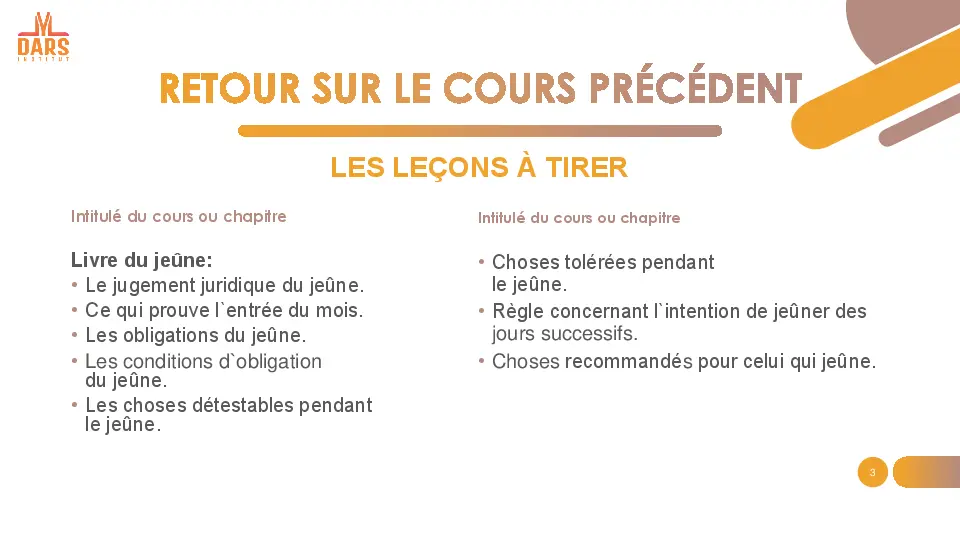 DARS
INSTITUT
RETOUR SUR LE COURS PRÉCÉDENT
LES LEÇONS À TIRER
Intitulé du cours ou chapitre
Livre du jeûne:
• Le jugement juridique du jeûne.
• Ce qui prouve l`entrée du mois.
• Les obligations du jeûne.
• Les conditions d`obligation
du jeûne.
• Les choses détestables pendant
le jeûne.
Intitulé du cours ou chapitre
• Choses tolérées pendant
le jeûne.
• Règle concernant l`intention de jeûner des
jours successifs.
• Choses recommandés pour celui qui jeûne.
3